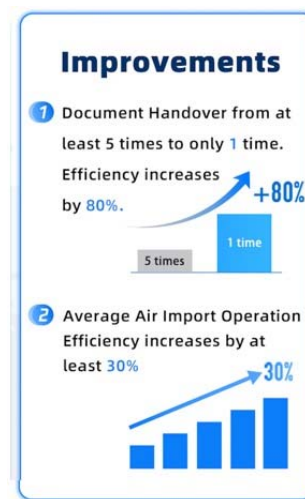 Improvements
1 Document Handover from at
least 5 times to only 1 time.
Efficiency increases
by 80%.
+80%
1 time
5 times
2 Average Air Import Operation
Efficiency increases by at
least 30%
30%